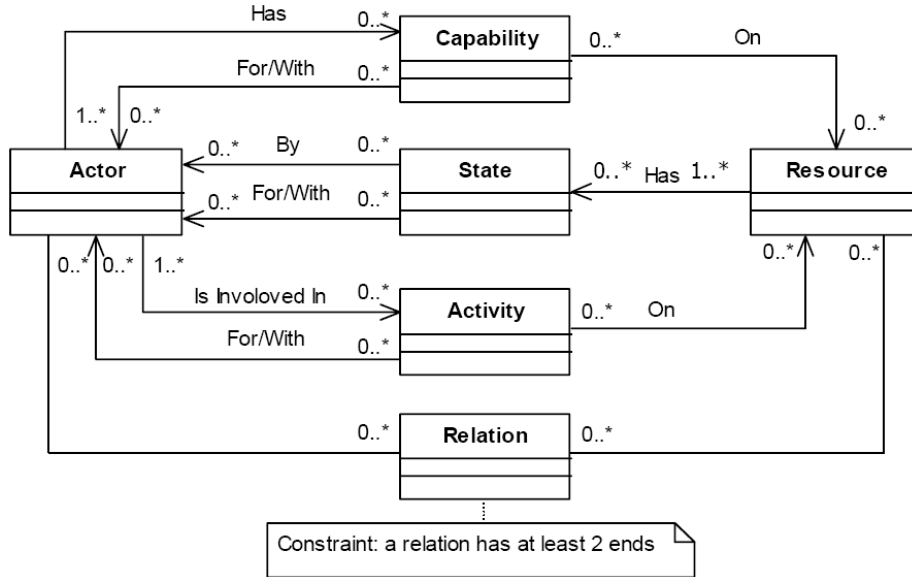 Has
0..*
Capability
0..*
On
For/With
0..*
1..*
0..*
0..*
Actor
0..*
By
0..*
State
0..*
Has
1..*
Resource
0..*
For/With
0..*
0..*
0..*
1..*
0..*
0..*
Is Involoved In
0..*
Activity
0..*
On
For/With
0..*
0..*
Relation
0..*
Constraint: a relation has at least 2 ends